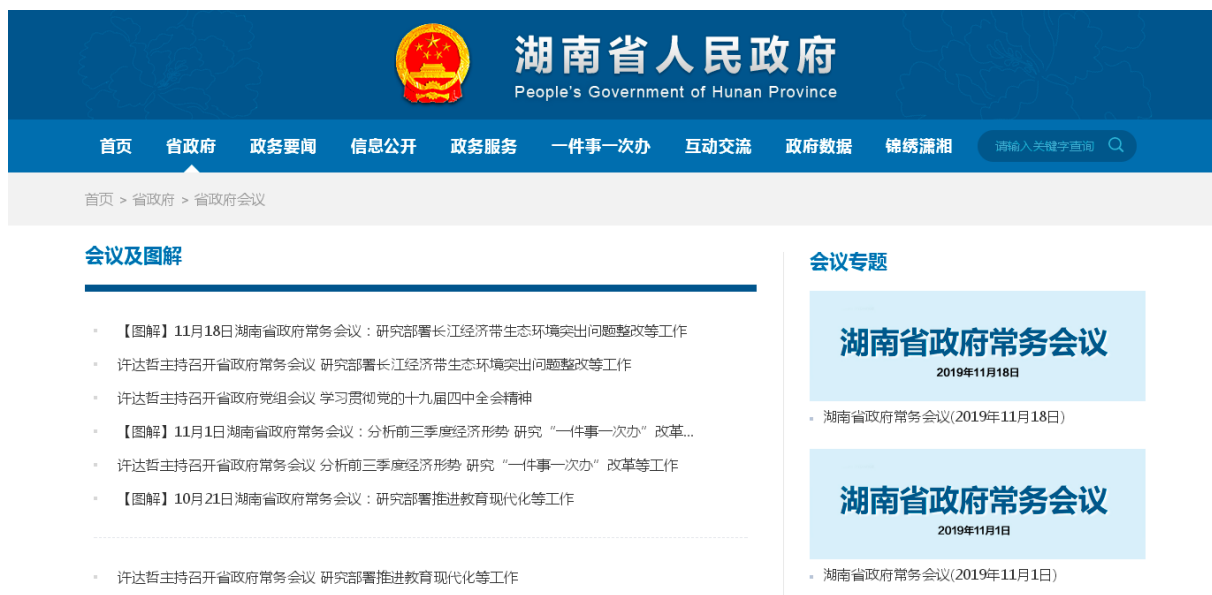 湖南省人民政府
People's Government of Hunan Province
首页 省政府 政务要闻 信息公开 政务服务 一件事一次办 互动交流 政府数据 锦绣潇湘 请输入关键字查询
首页 > 省政府 > 省政府会议
会议及图解
【图解】11月18日湖南省政府常务会议：研究部署长江经济带生态环境突出问题整改等工作
许达哲主持召开省政府常务会议 研究部署长江经济带生态环境突出问题整改等工作
许达哲主持召开省政府党组会议 学习贯彻党的十九届四中全会精神
【图解】11月1日湖南省政府常务会议：分析前三季度经济形势 研究“一件事一次办”改革...
许达哲主持召开省政府常务会议 分析前三季度经济形势 研究“一件事一次办”改革等工作
【图解】10月21日湖南省政府常务会议：研究部署推进教育现代化等工作
许达哲主持召开省政府常务会议 研究部署推进教育现代化等工作
会议专题
湖南省政府常务会议
2019年11月18日
湖南省政府常务会议(2019年11月18日)
湖南省政府常务会议
2019年11月1日
湖南省政府常务会议(2019年11月1日)